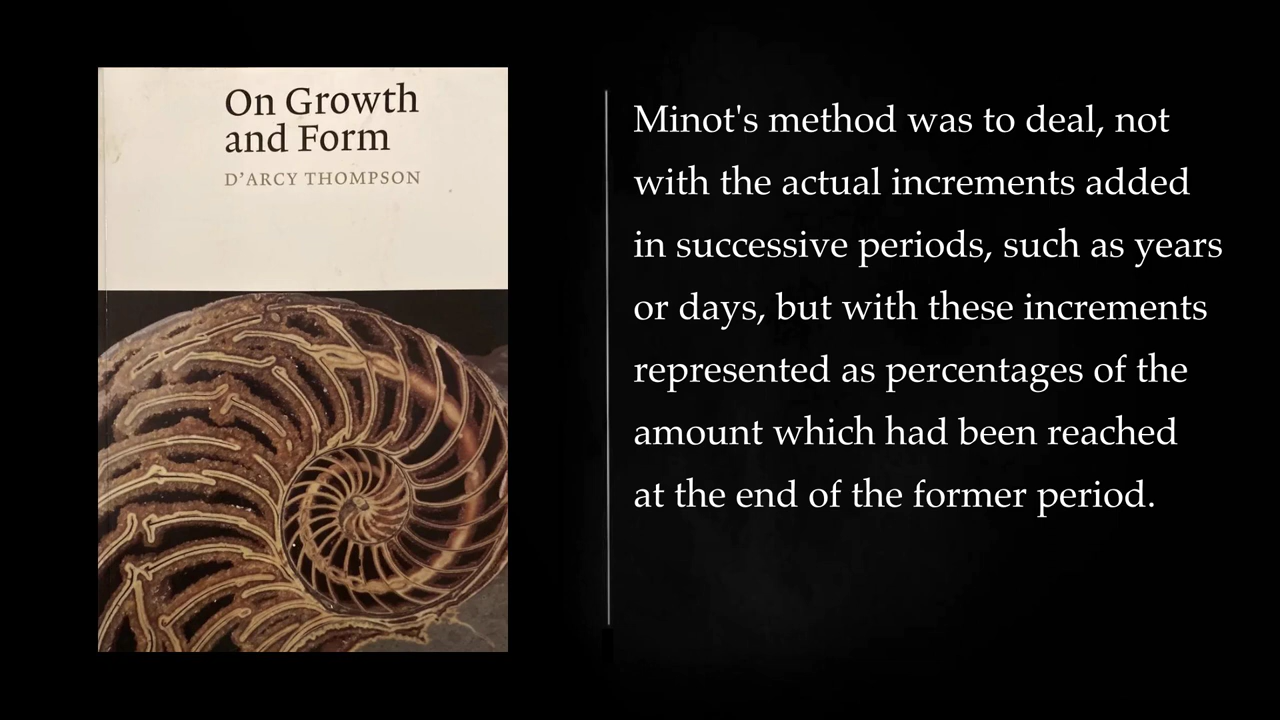 On Growth
and Form
D'ARCY THOMPSON
Minot's method was to deal, not
with the actual increments added
in successive periods, such as years
or days, but with these increments
represented as percentages of the
amount which had been reached
at the end of the former period.